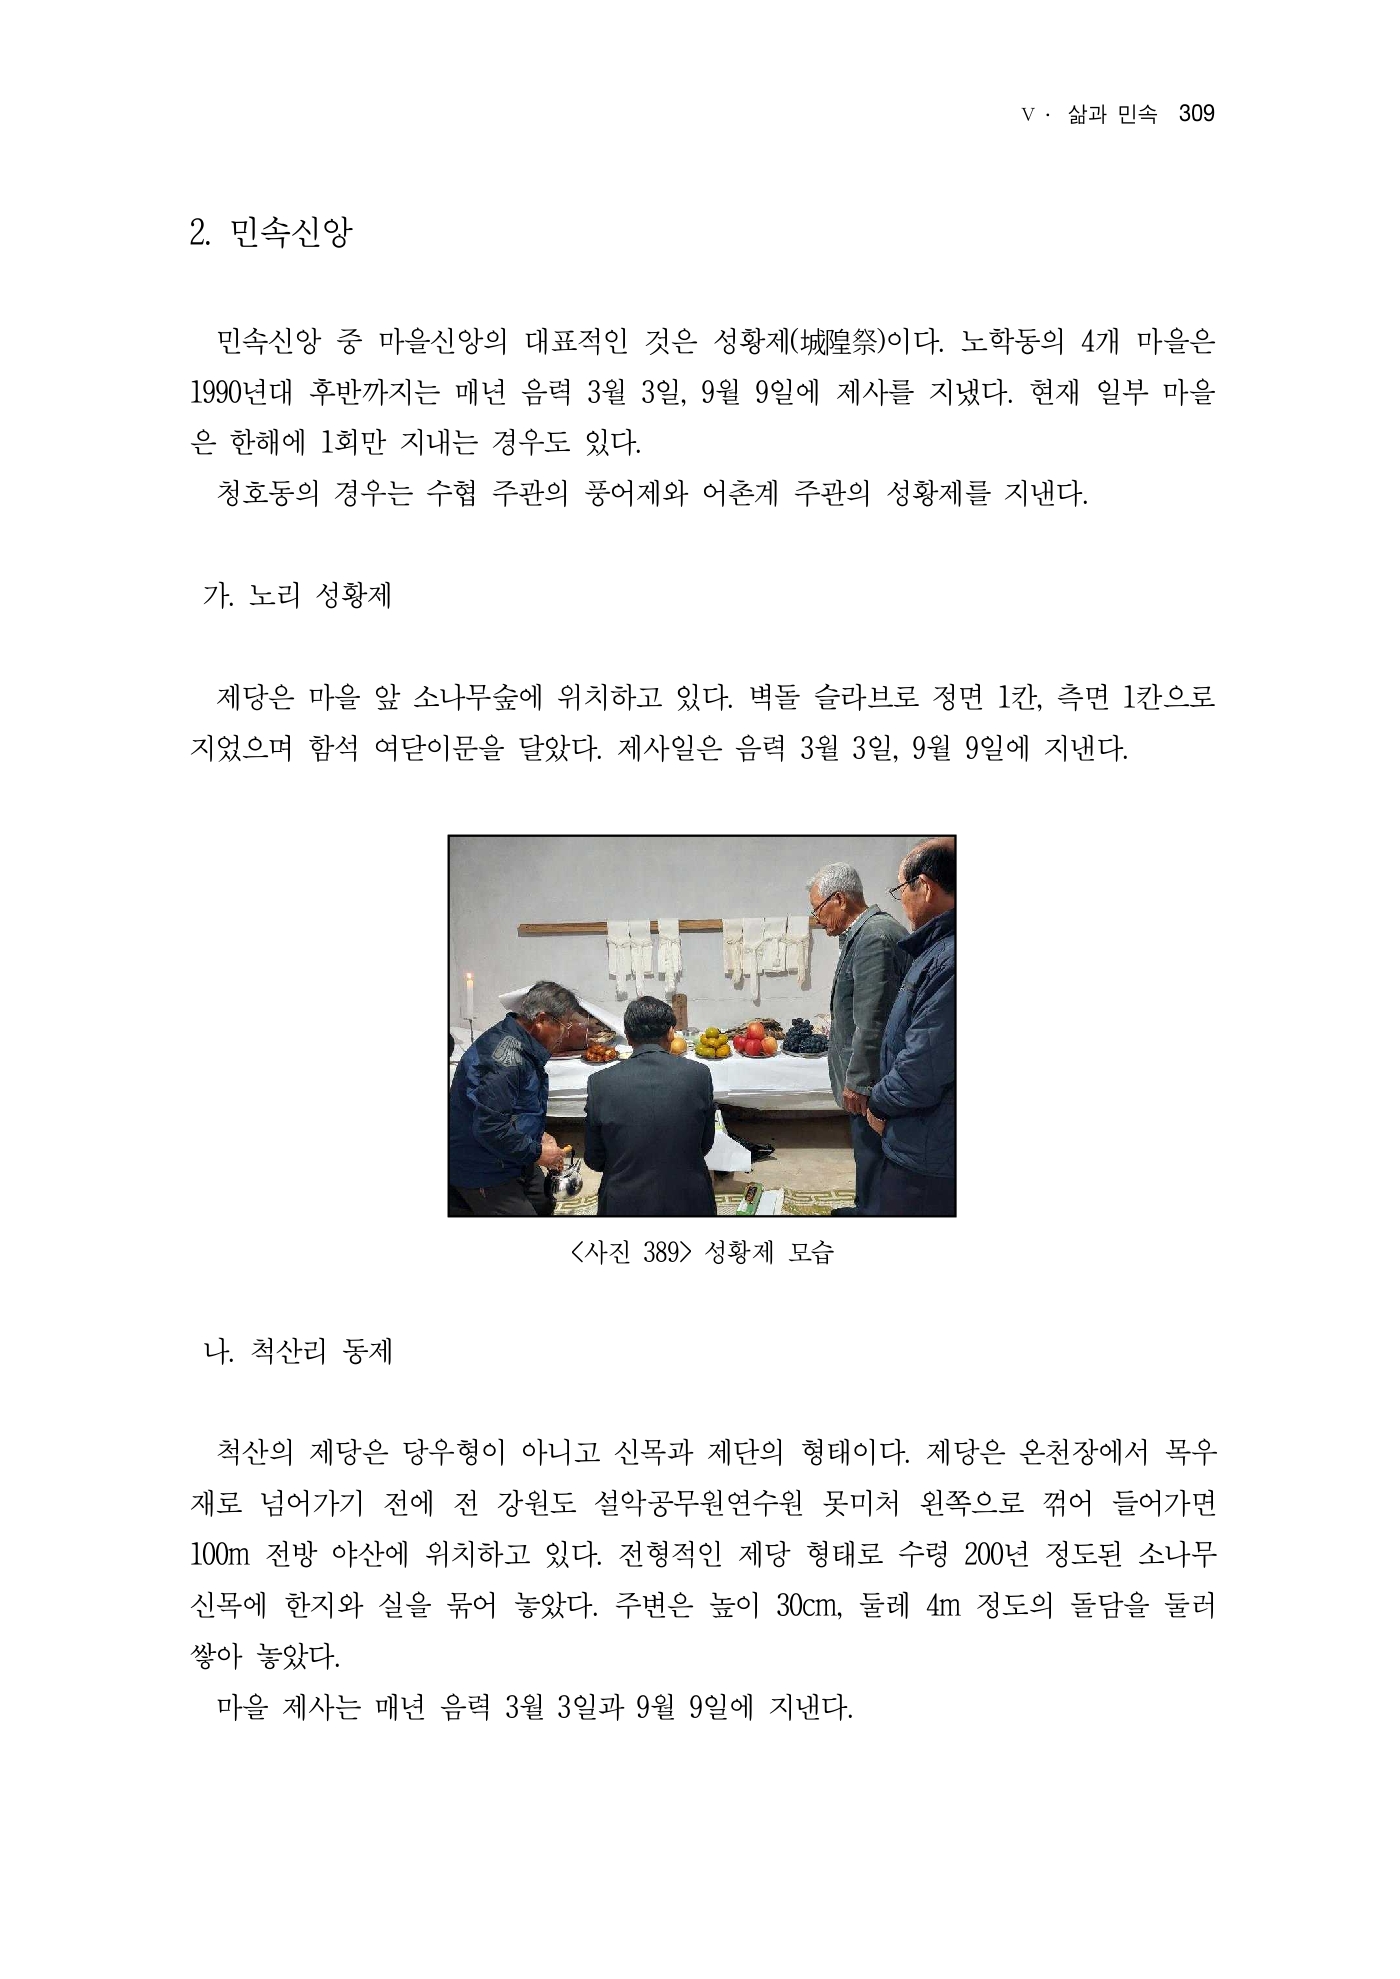 Ⅴ · 삶과 민속 309
2. 민속신앙
민속신앙 중 마을신앙의 대표적인 것은 성황제(城隍祭)이다. 노학동의 4개 마을은
1990년대 후반까지는 매년 음력 3월 3일, 9월 9일에 제사를 지냈다. 현재 일부 마을
은 한해에 1회만 지내는 경우도 있다.
청호동의 경우는 수협 주관의 풍어제와 어촌계 주관의 성황제를 지낸다.
가. 노리 성황제
제당은 마을 앞 소나무숲에 위치하고 있다. 벽돌 슬라브로 정면 1칸, 측면 1칸으로
지었으며 함석 여닫이문을 달았다. 제사일은 음력 3월 3일, 9월 9일에 지낸다.
<사진 389> 성황제 모습
나. 척산리 동제
척산의 제당은 당우형이 아니고 신목과 제단의 형태이다. 제당은 온천장에서 목우
재로 넘어가기 전에 전 강원도 설악공무원연수원 못미처 왼쪽으로 꺾어 들어가면
100m 전방 야산에 위치하고 있다. 전형적인 제당 형태로 수령 200년 정도된 소나무
신목에 한지와 실을 묶어 놓았다. 주변은 높이 30cm, 둘레 4m 정도의 돌담을 둘러
쌓아 놓았다.
마을 제사는 매년 음력 3월 3일과 9월 9일에 지낸다.